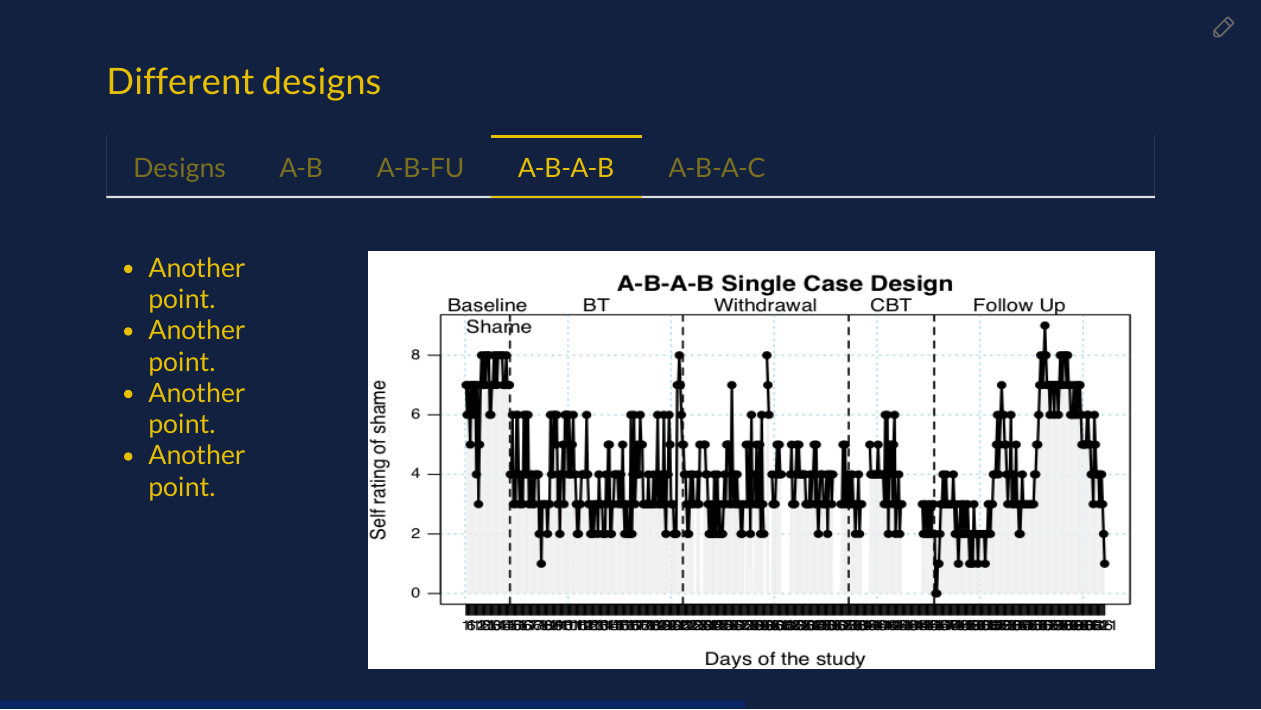 Different designs
Designs A-B A-B-FU A-B-A-B A-B-A-C
Another
point.
Another
point.
Another
point.
Another
point.
A-B-A-B Single Case Design
Baseline BT Withdrawal CBT Follow Up
Shame
Self rating of shame
8
6
4
2
0
Days of the study